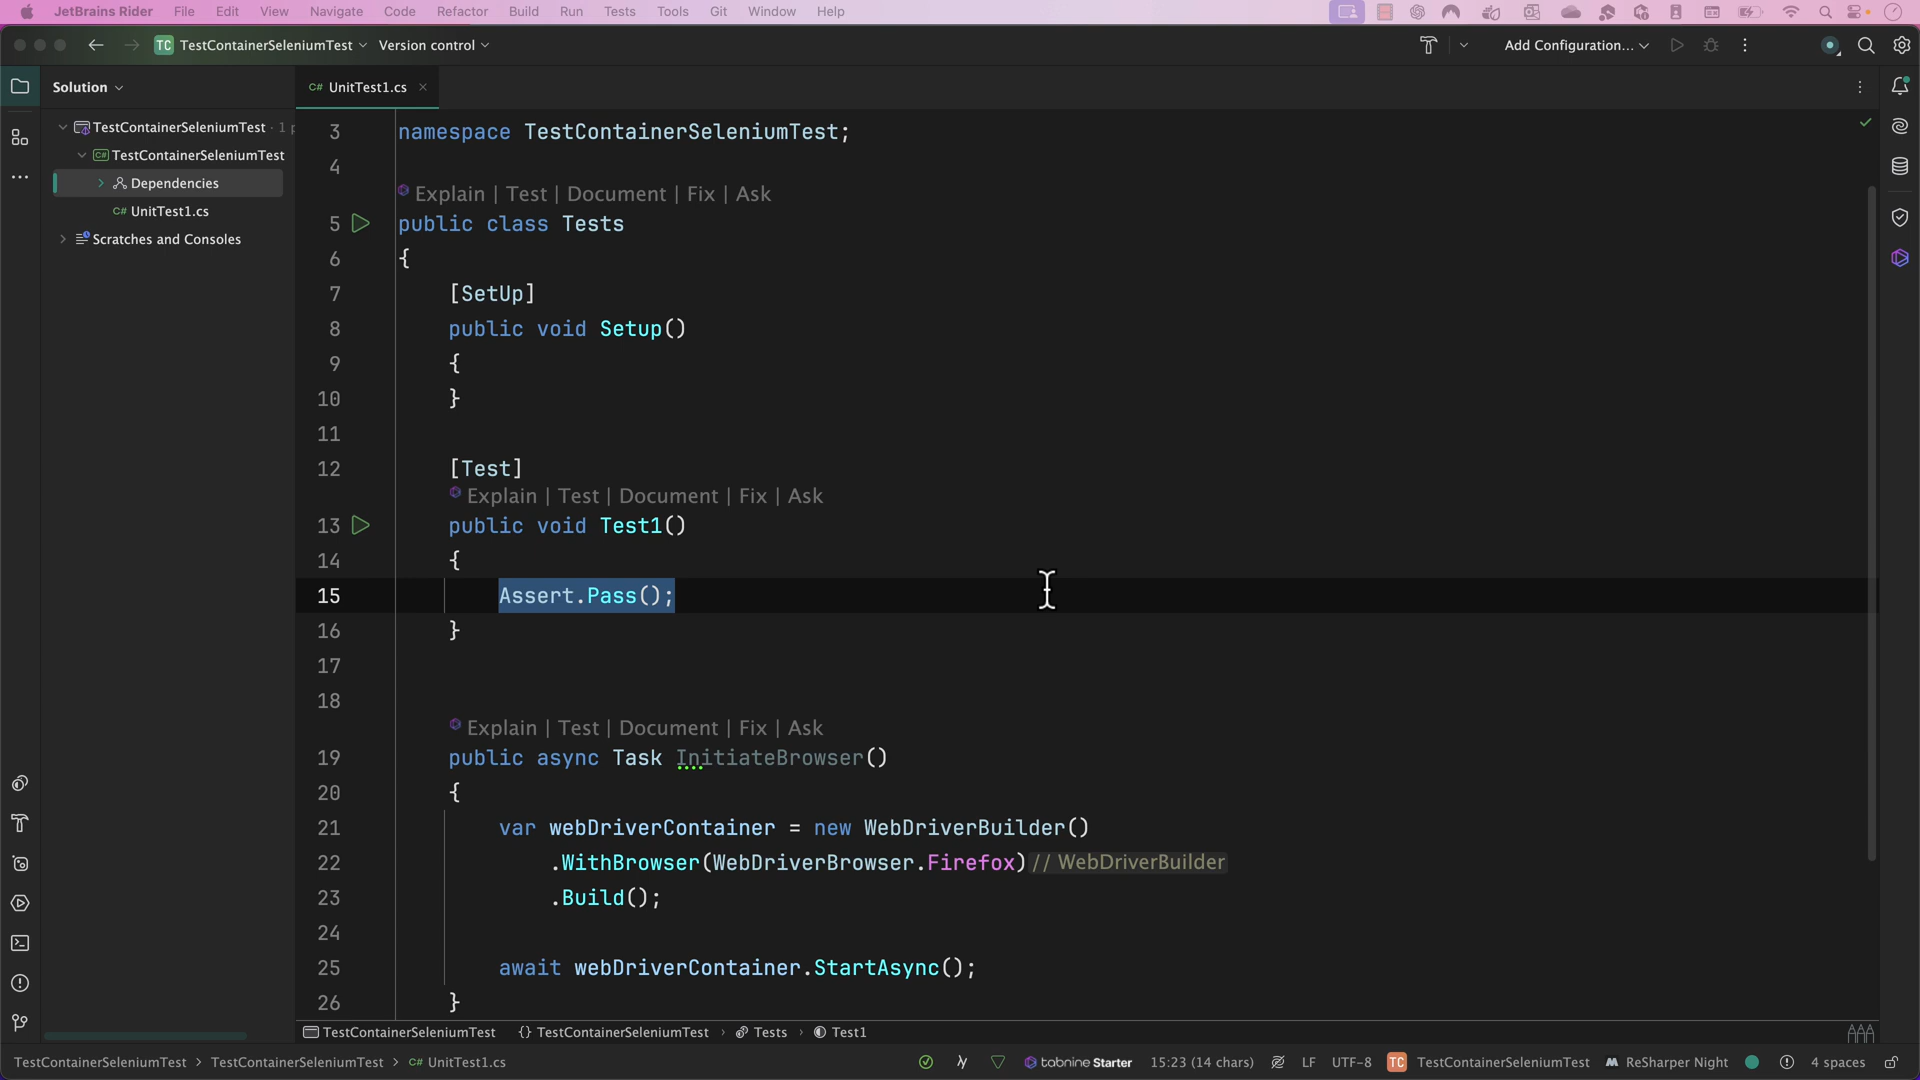 JetBrains Rider File Edit View Navigate Code Refactor Build Run Tests Tools Git Window Help
TC TestContainerSeleniumTest Version control Add Configuration...
Solution C# UnitTest1.cs
TestContainerSeleniumTest · 1 p
TestContainerSeleniumTest
Dependencies
C# UnitTest1.cs
Scratches and Consoles
3 namespace TestContainerSeleniumTest;
4
Explain | Test | Document | Fix | Ask
5 public class Tests
6 {
7 [SetUp]
8 public void Setup()
9 {
10 }
11
12 [Test]
Explain | Test | Document | Fix | Ask
13 public void Test1()
14 {
15 Assert.Pass();
16 }
17
18
Explain | Test | Document | Fix | Ask
19 public async Task InitiateBrowser()
20 {
21 var webDriverContainer = new WebDriverBuilder()
22 .WithBrowser(WebDriverBrowser.Firefox) // WebDriverBuilder
23 .Build();
24
25 await webDriverContainer.StartAsync();
26 }
TestContainerSeleniumTest {} TestContainerSeleniumTest › Tests › Test1
TestContainerSeleniumTest › TestContainerSeleniumTest › C# UnitTest1.cs tabnine Starter 15:23 (14 chars) LF UTF-8 TC TestContainerSeleniumTest ReSharper Night 4 spaces